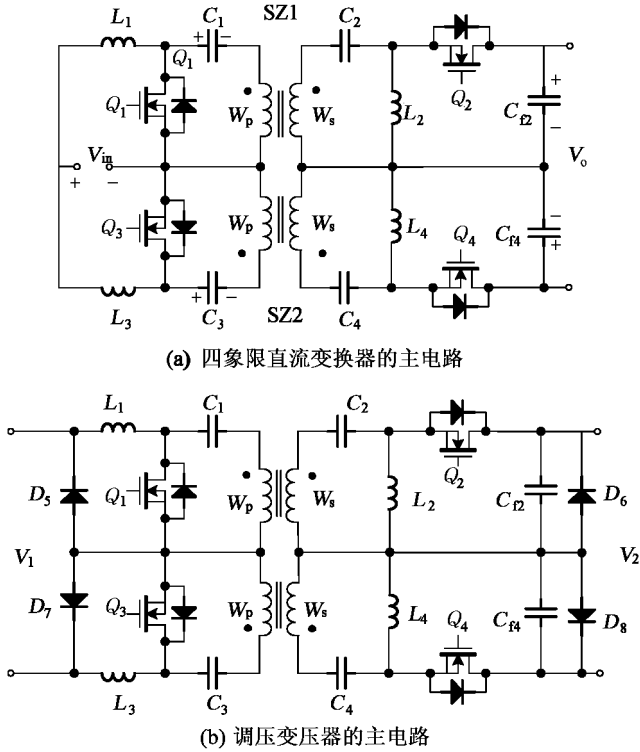 L1 C1 SZ1 C2
+ −
Q1
Q1 Wp Ws L2 Q2 Cf2 +
−
Vin Vo
+ −
Q3 Wp Ws L4 Q4 Cf4 −
+
+ −
L3 C3 SZ2 C4
(a) 四象限直流变换器的主电路
L1 C1 C2
D5 Q1 Wp Ws L2 Q2 Cf2 D6
V1 V2
D7 Q3 Wp Ws L4 Q4 Cf4 D8
L3 C3 C4
(b) 调压变压器的主电路